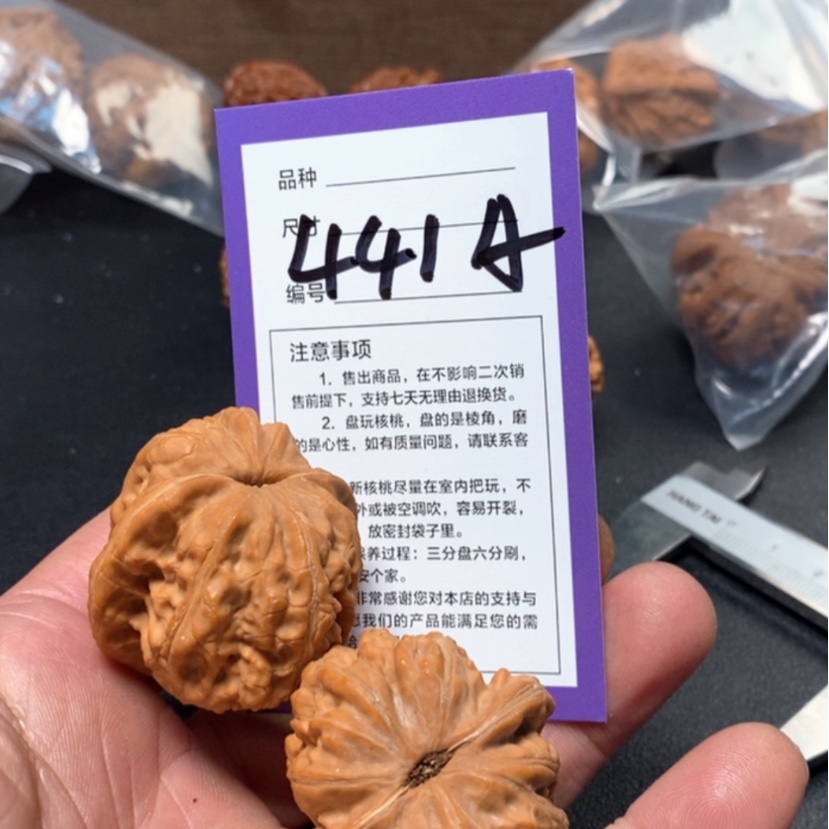 品种
尺寸
441A
编号
注意事项
1. 售出商品，在不影响二次销
售前提下，支持七天无理由退换货。
2. 盘玩核桃，盘的是棱角，磨
的是心性，如有质量问题，请联系客
新核桃尽量在室内把玩，不
外或被空调吹，容易开裂，
放密封袋子里。
养过程：三分盘六分刷，
安个家。
非常感谢您对本店的支持与
我们的产品能满足您的需
HANG TAI